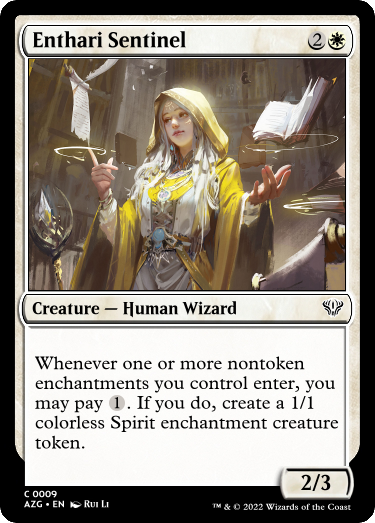 Enthari Sentinel 2
Creature — Human Wizard
Whenever one or more nontoken
enchantments you control enter, you
may pay 1. If you do, create a 1/1
colorless Spirit enchantment creature
token.
2/3
C 0009
AZG • EN Rui Li
™ & © 2022 Wizards of the Coast